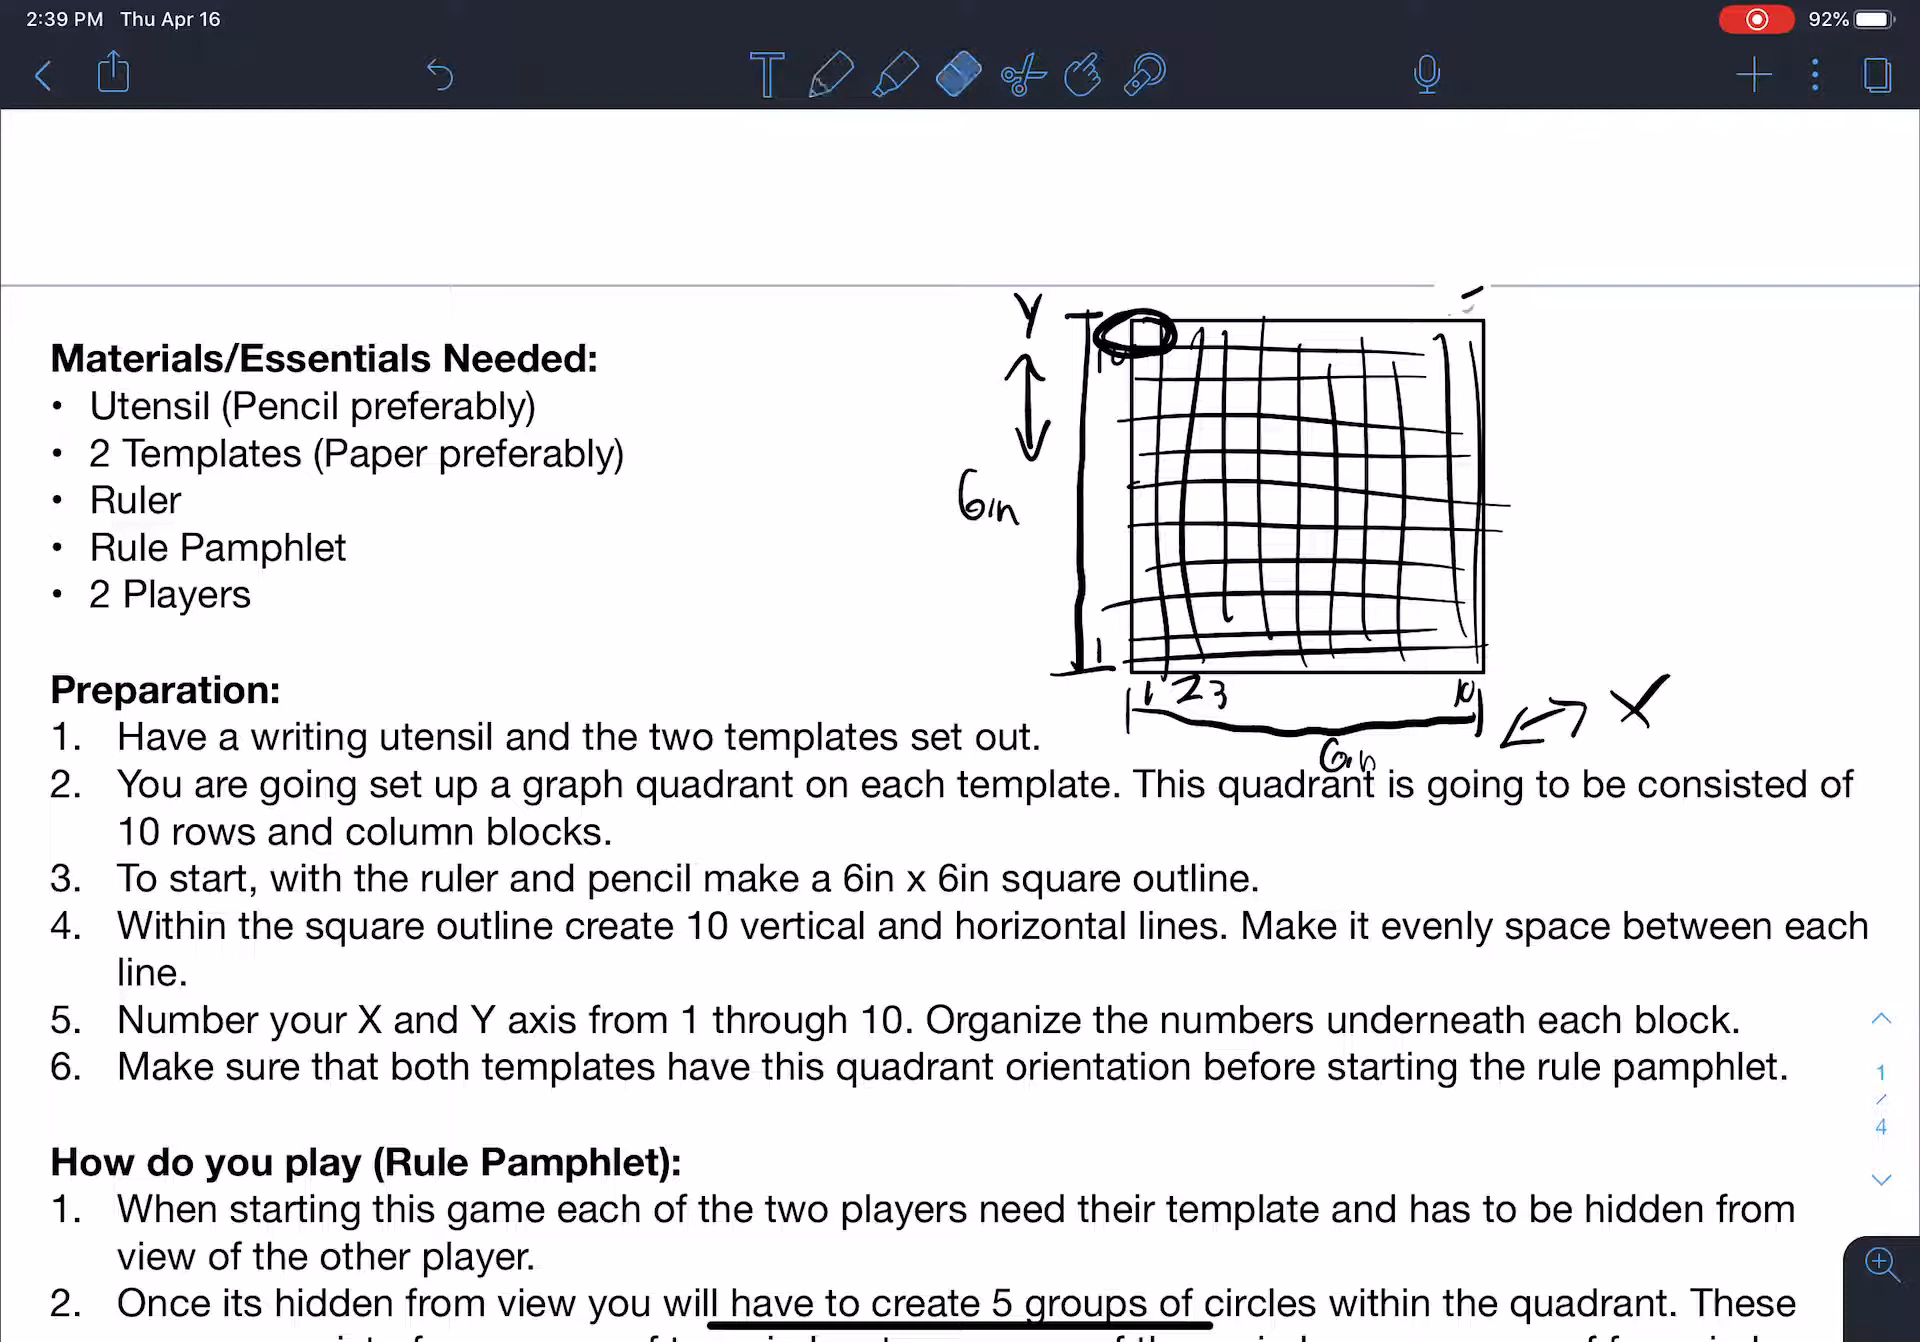 2:39 PM Thu Apr 16
92%
Y
10
6in
1
1 2 3 10
X
6in
Materials/Essentials Needed:
• Utensil (Pencil preferably)
• 2 Templates (Paper preferably)
• Ruler
• Rule Pamphlet
• 2 Players
Preparation:
1. Have a writing utensil and the two templates set out.
2. You are going set up a graph quadrant on each template. This quadrant is going to be consisted of
10 rows and column blocks.
3. To start, with the ruler and pencil make a 6in x 6in square outline.
4. Within the square outline create 10 vertical and horizontal lines. Make it evenly space between each
line.
5. Number your X and Y axis from 1 through 10. Organize the numbers underneath each block.
6. Make sure that both templates have this quadrant orientation before starting the rule pamphlet.
1
/
4
How do you play (Rule Pamphlet):
1. When starting this game each of the two players need their template and has to be hidden from
view of the other player.
2. Once its hidden from view you will have to create 5 groups of circles within the quadrant. These